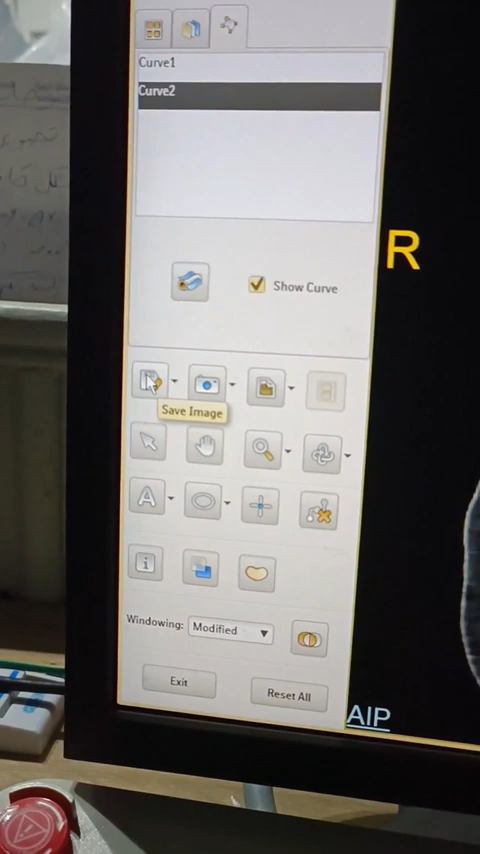 Curve1
Curve2
R
Show Curve
Save Image
A
i
Windowing: Modified
Exit
Reset All
AIP